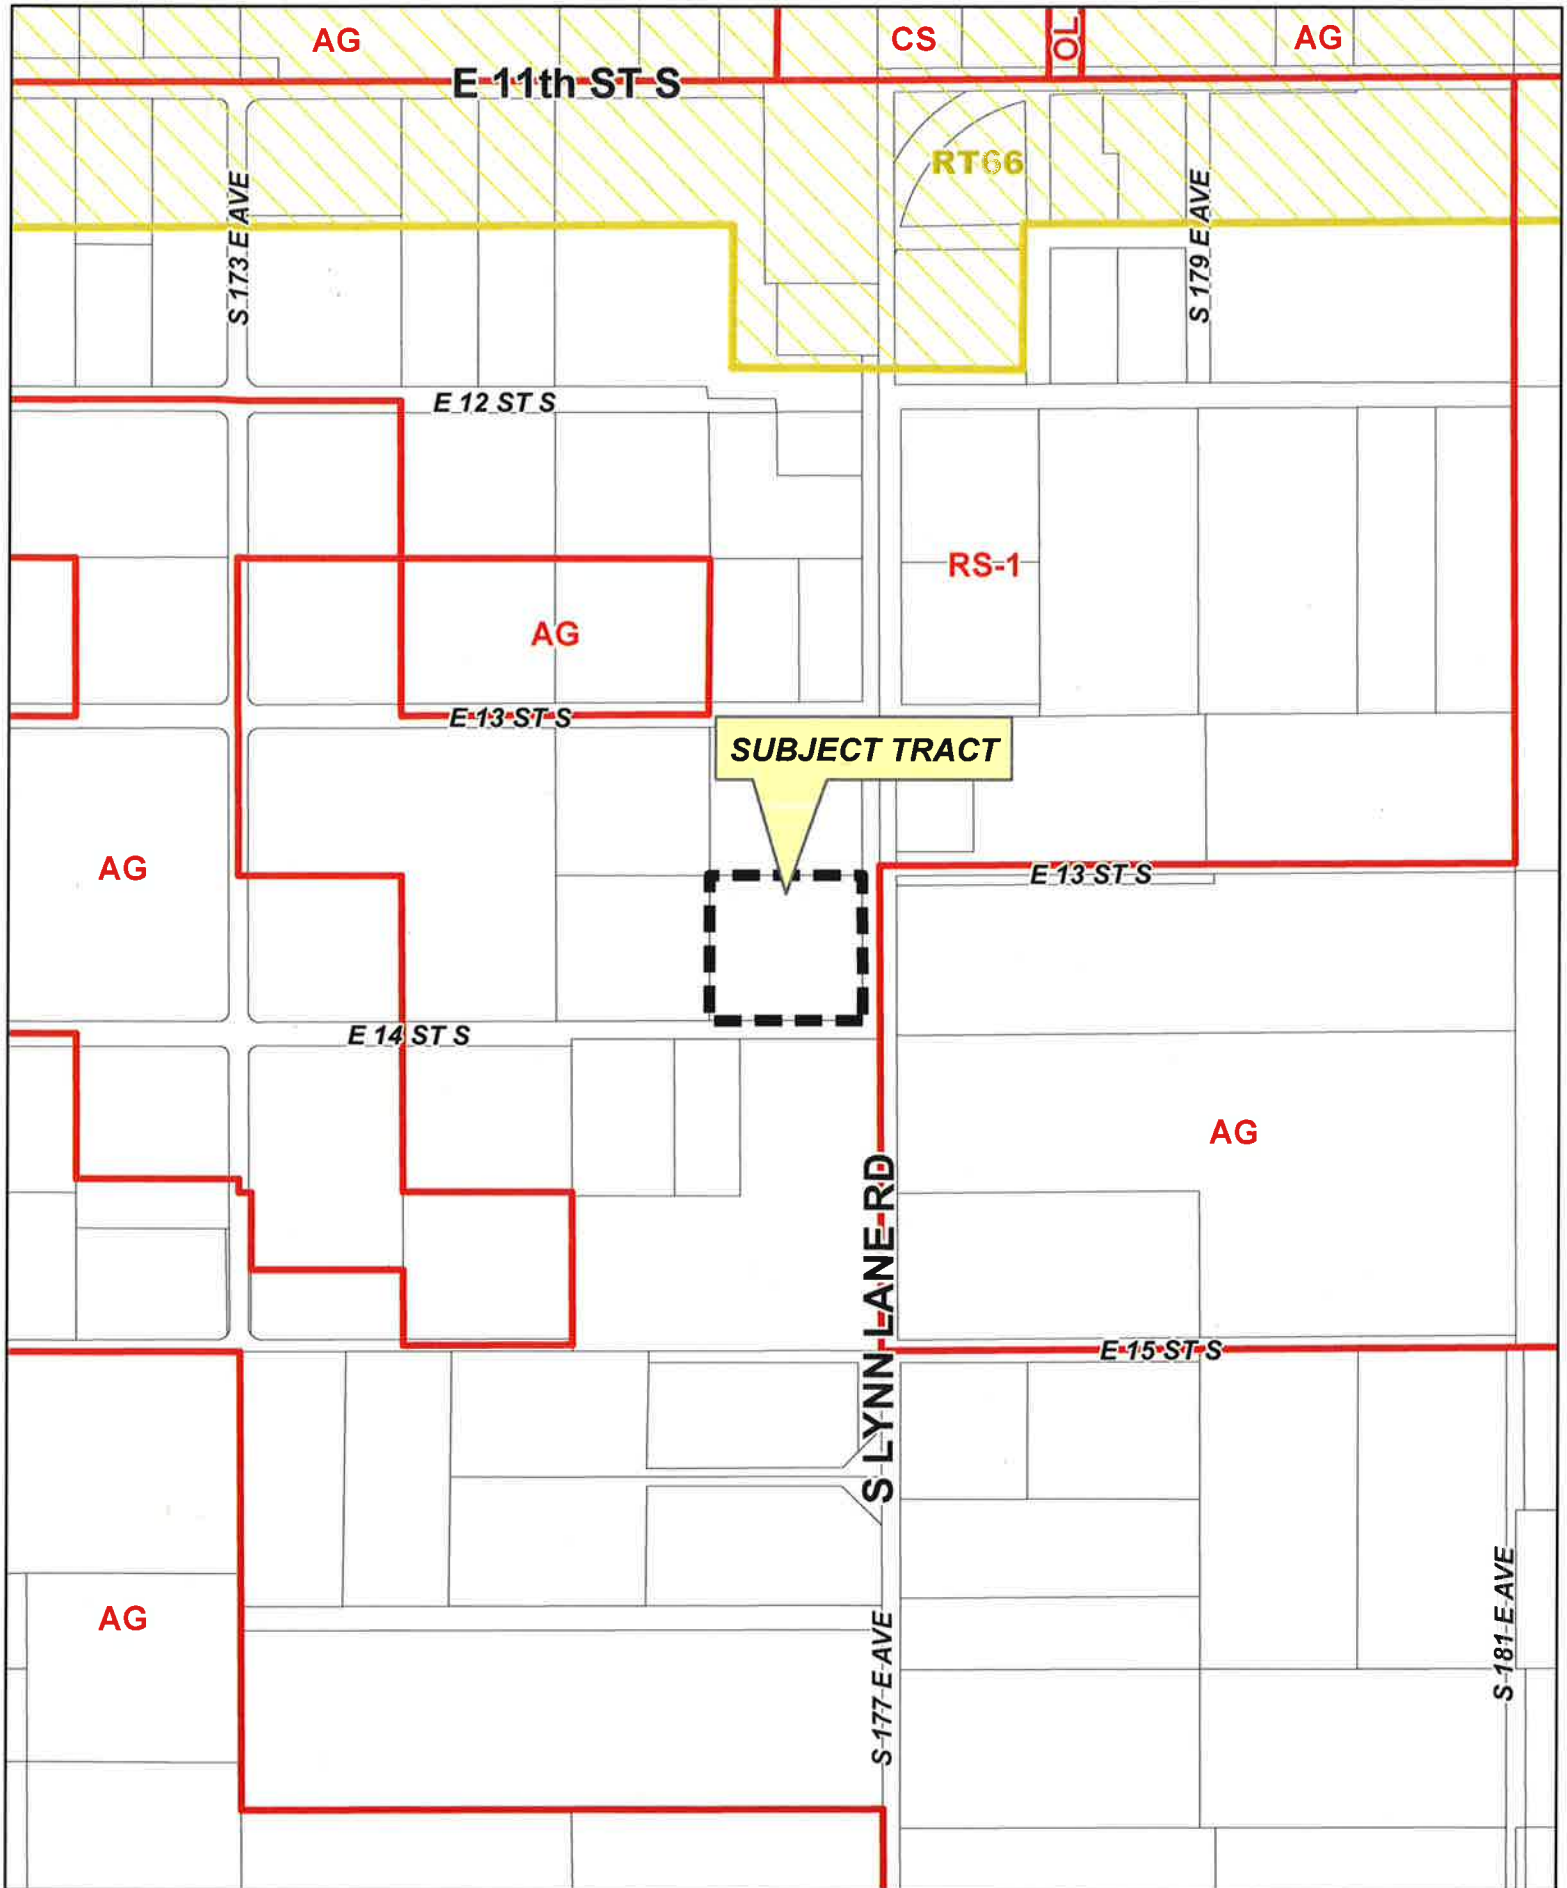 AG
CS
OL
AG
E 11th ST S
RT66
S 173 E AVE
S 179 E AVE
E 12 ST S
RS-1
AG
E 13 ST S
SUBJECT TRACT
AG
E 13 ST S
E 14 ST S
AG
S LYNN LANE RD
E 15 ST S
AG
S 177 E AVE
S 181 E AVE